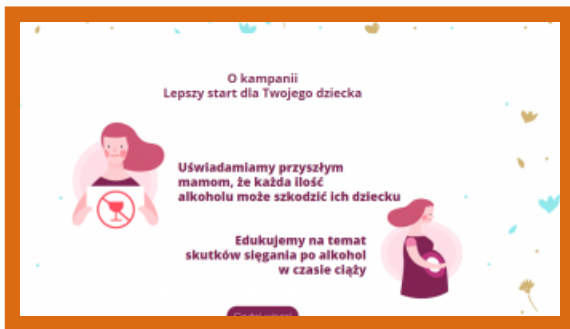 O kampanii
Lepszy start dla Twojego dziecka
Uświadamiamy przyszłym
mamom, że każda ilość
alkoholu może szkodzić ich dziecku
Edukujemy na temat
skutków sięgania po alkohol
w czasie ciąży